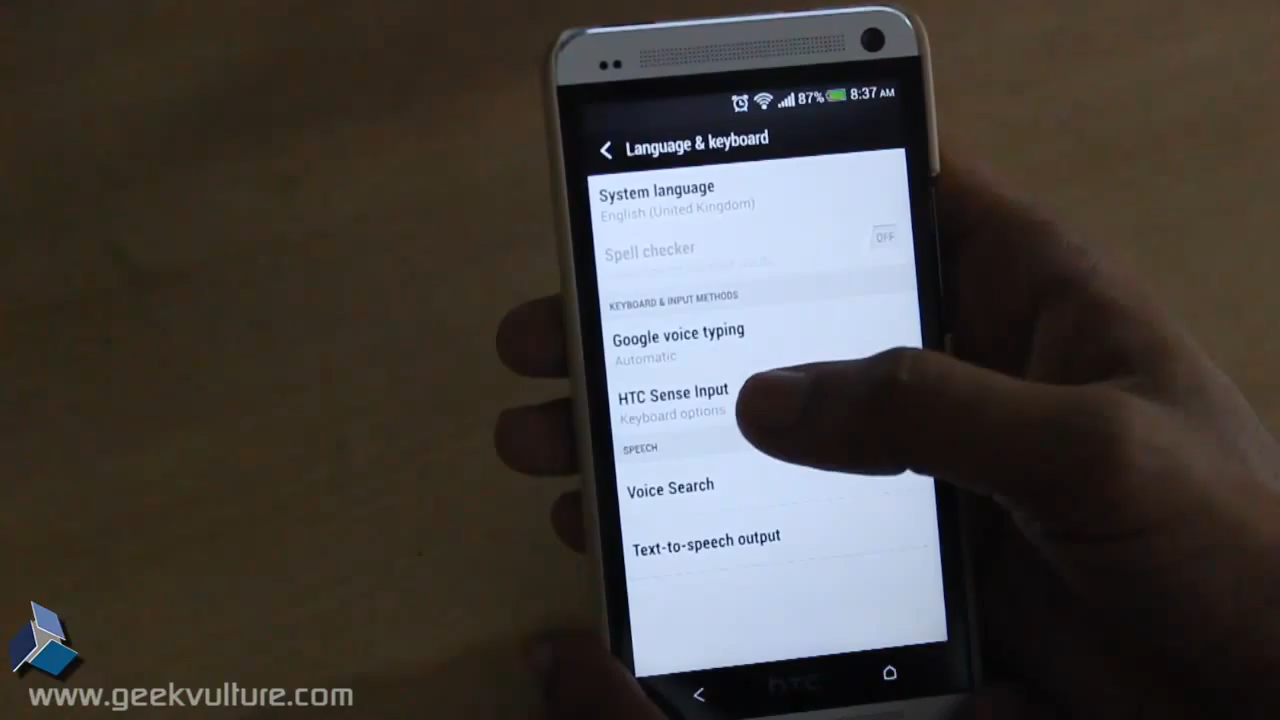 87% 8:37 AM
Language & keyboard
System language
English (United Kingdom)
Spell checker
OFF
KEYBOARD & INPUT METHODS
Google voice typing
Automatic
HTC Sense Input
Keyboard options
SPEECH
Voice Search
Text-to-speech output
hTC
www.geekvulture.com